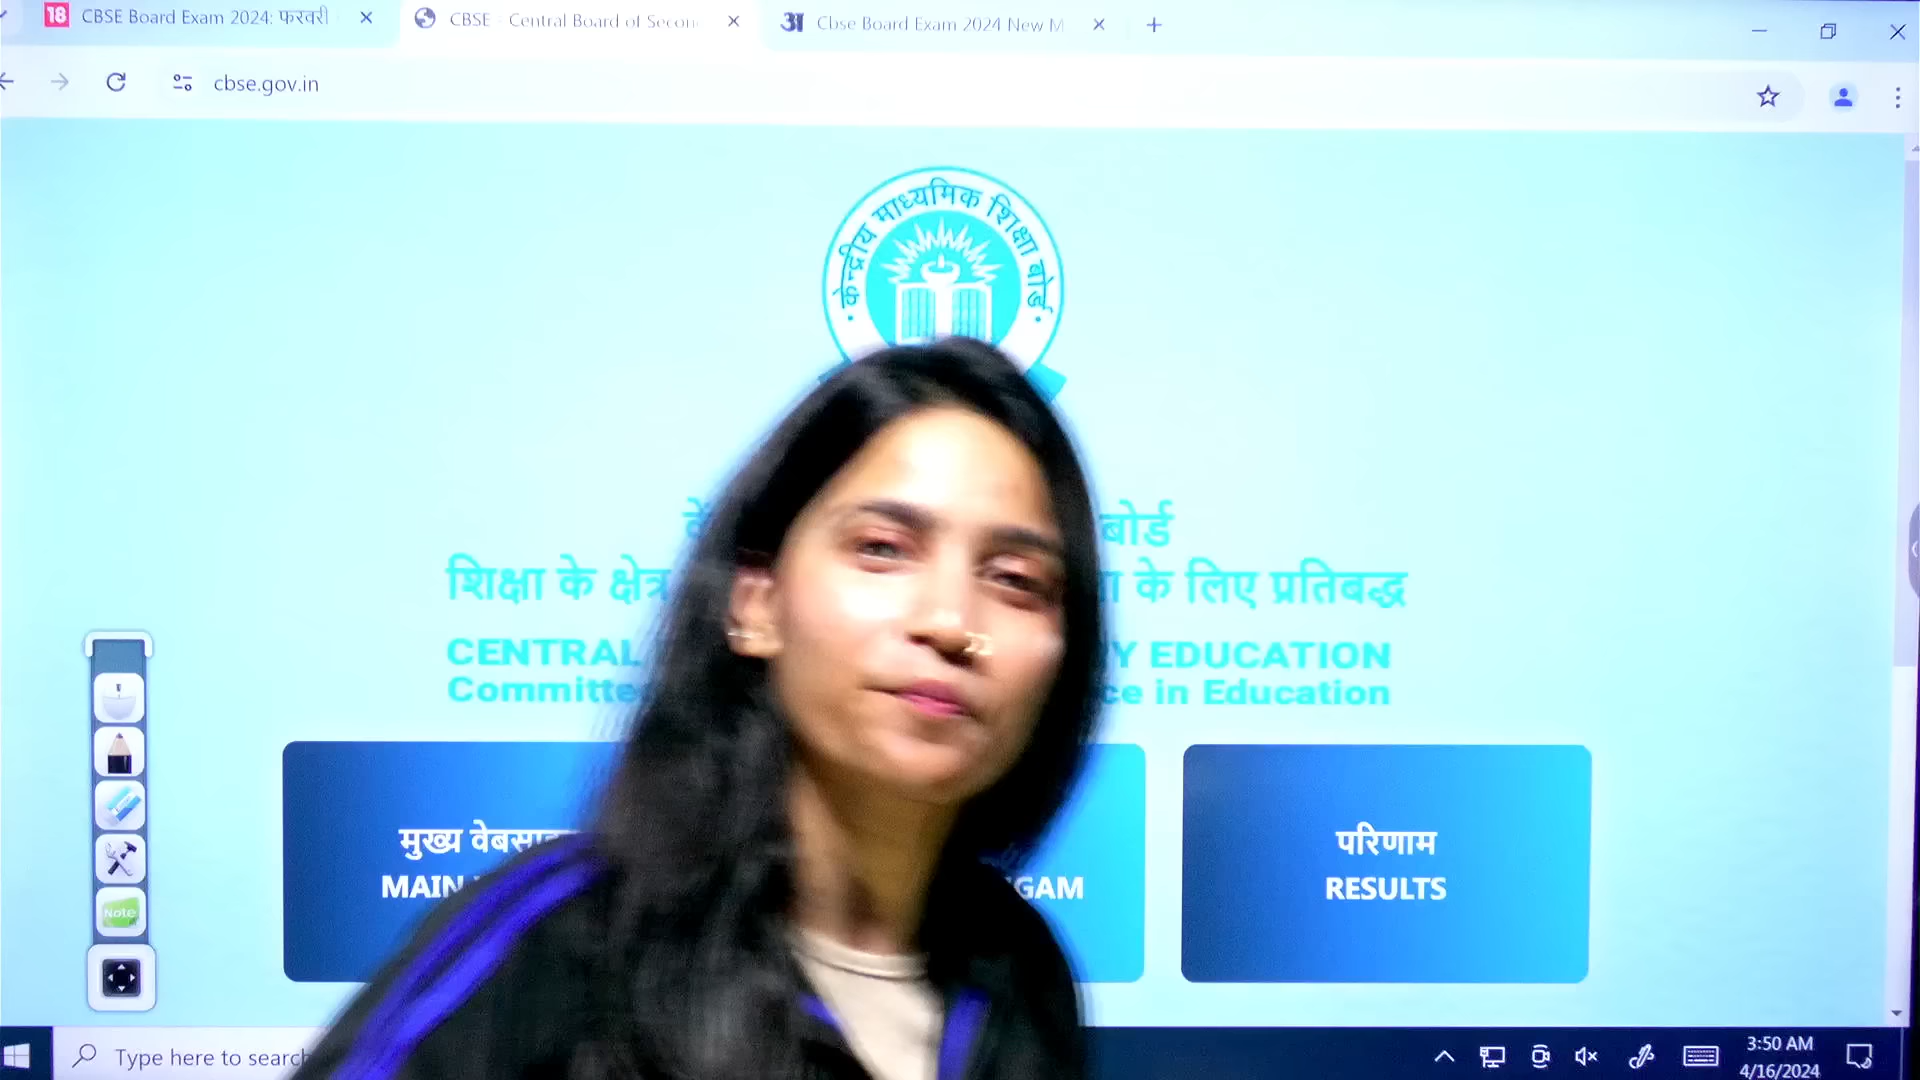 CBSE Board Exam 2024: फरवरी
CBSE - Central Board of Secon
Cbse Board Exam 2024 New M
cbse.gov.in
केन्द्रीय माध्यमिक शिक्षा बोर्ड
बोर्ड
शिक्षा के क्षेत्र के लिए प्रतिबद्ध
CENTRAL Y EDUCATION
Committe ce in Education
मुख्य वेबसाइ
MAIN
GAM
परिणाम
RESULTS
Note
Type here to search
3:50 AM
4/16/2024